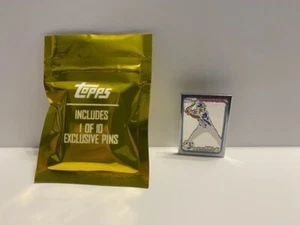 Topps
INCLUDES
1 OF 10
EXCLUSIVE PINS